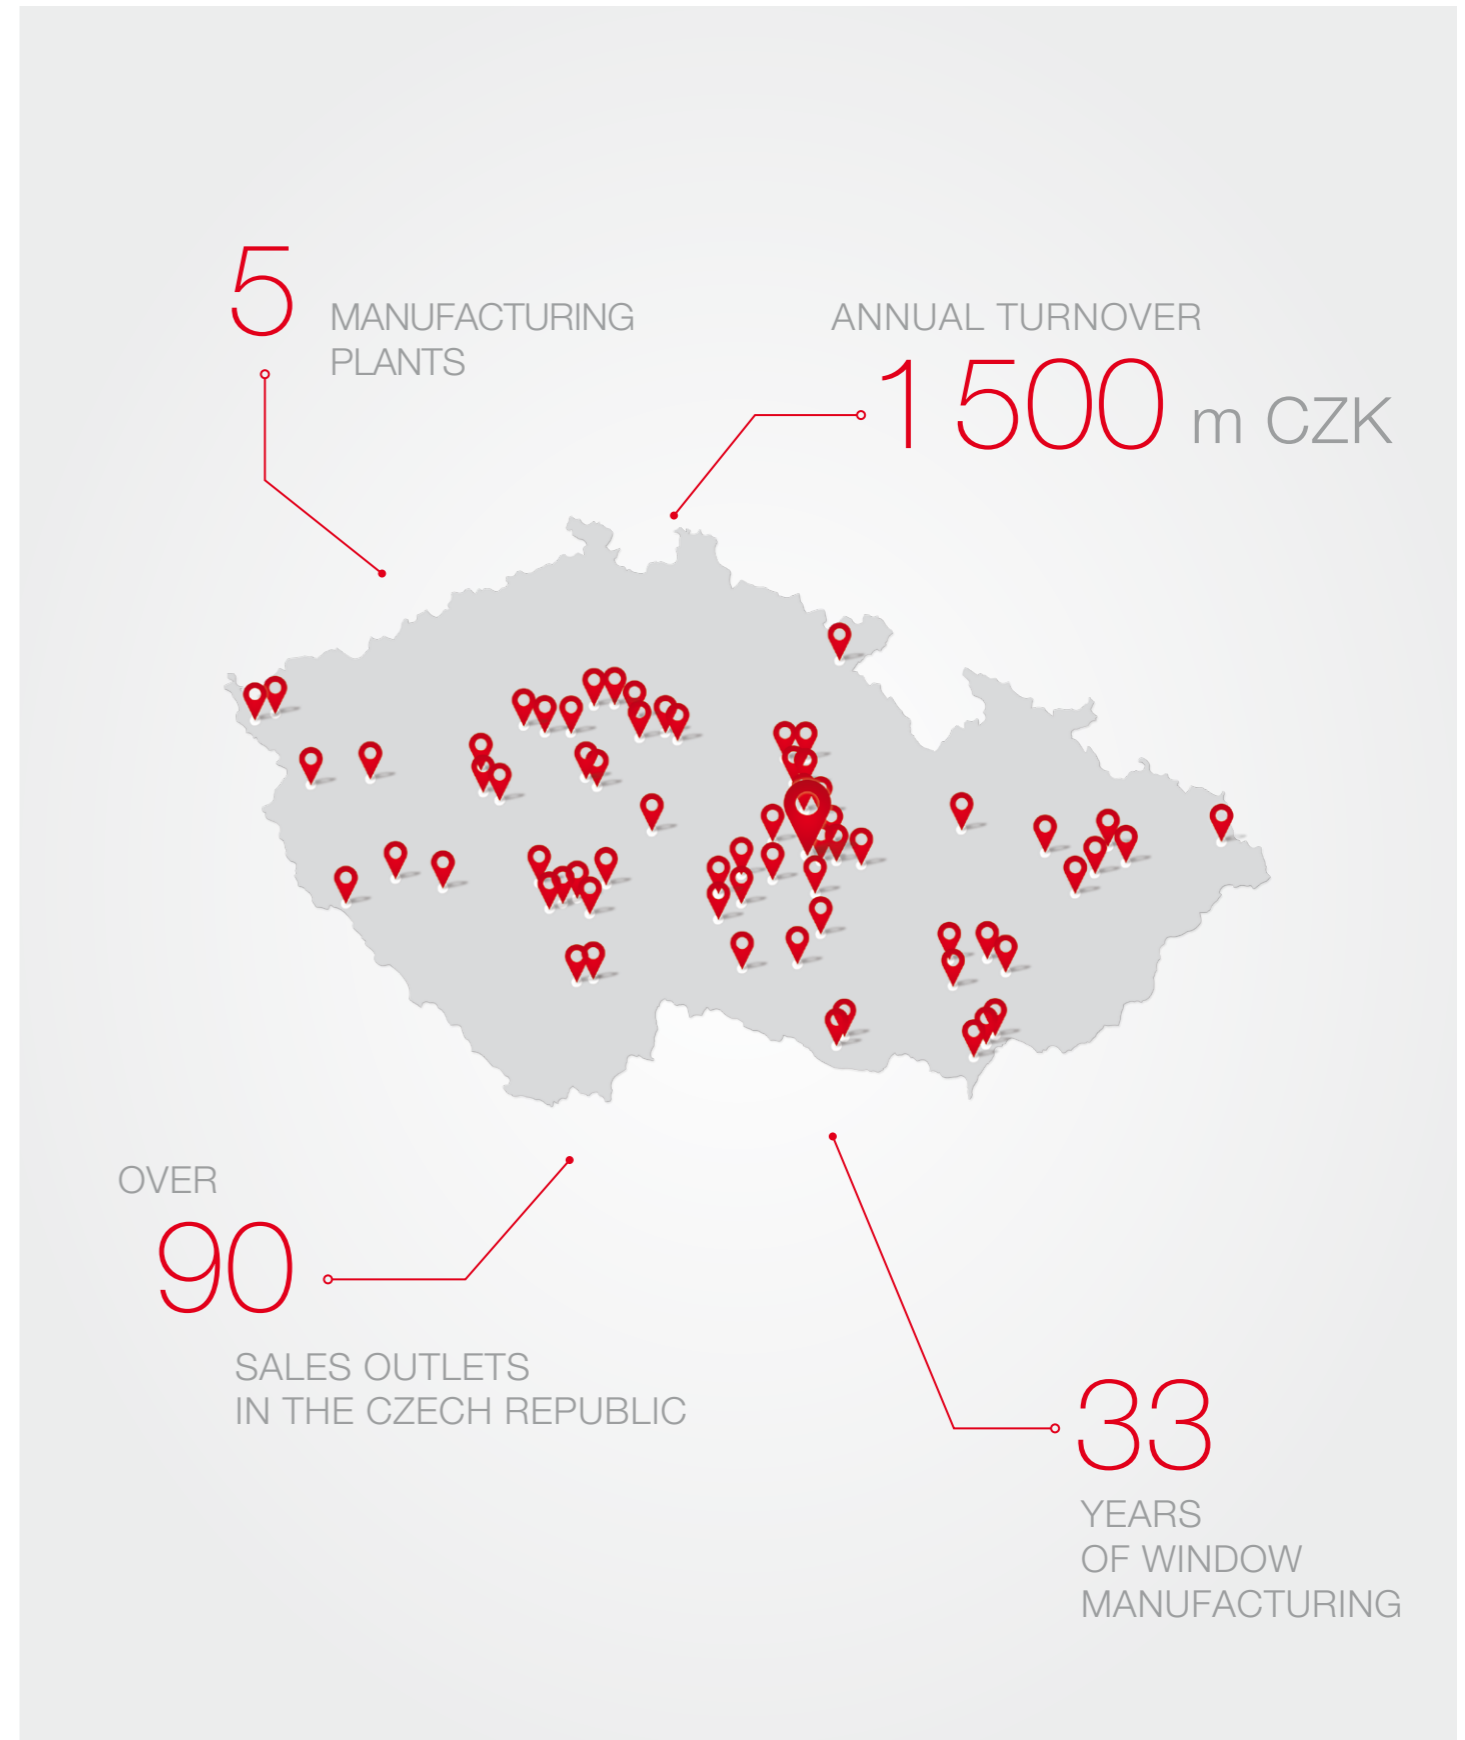 5
MANUFACTURING
PLANTS
ANNUAL TURNOVER
1 500 m CZK
OVER
90
SALES OUTLETS
IN THE CZECH REPUBLIC
33
YEARS
OF WINDOW
MANUFACTURING